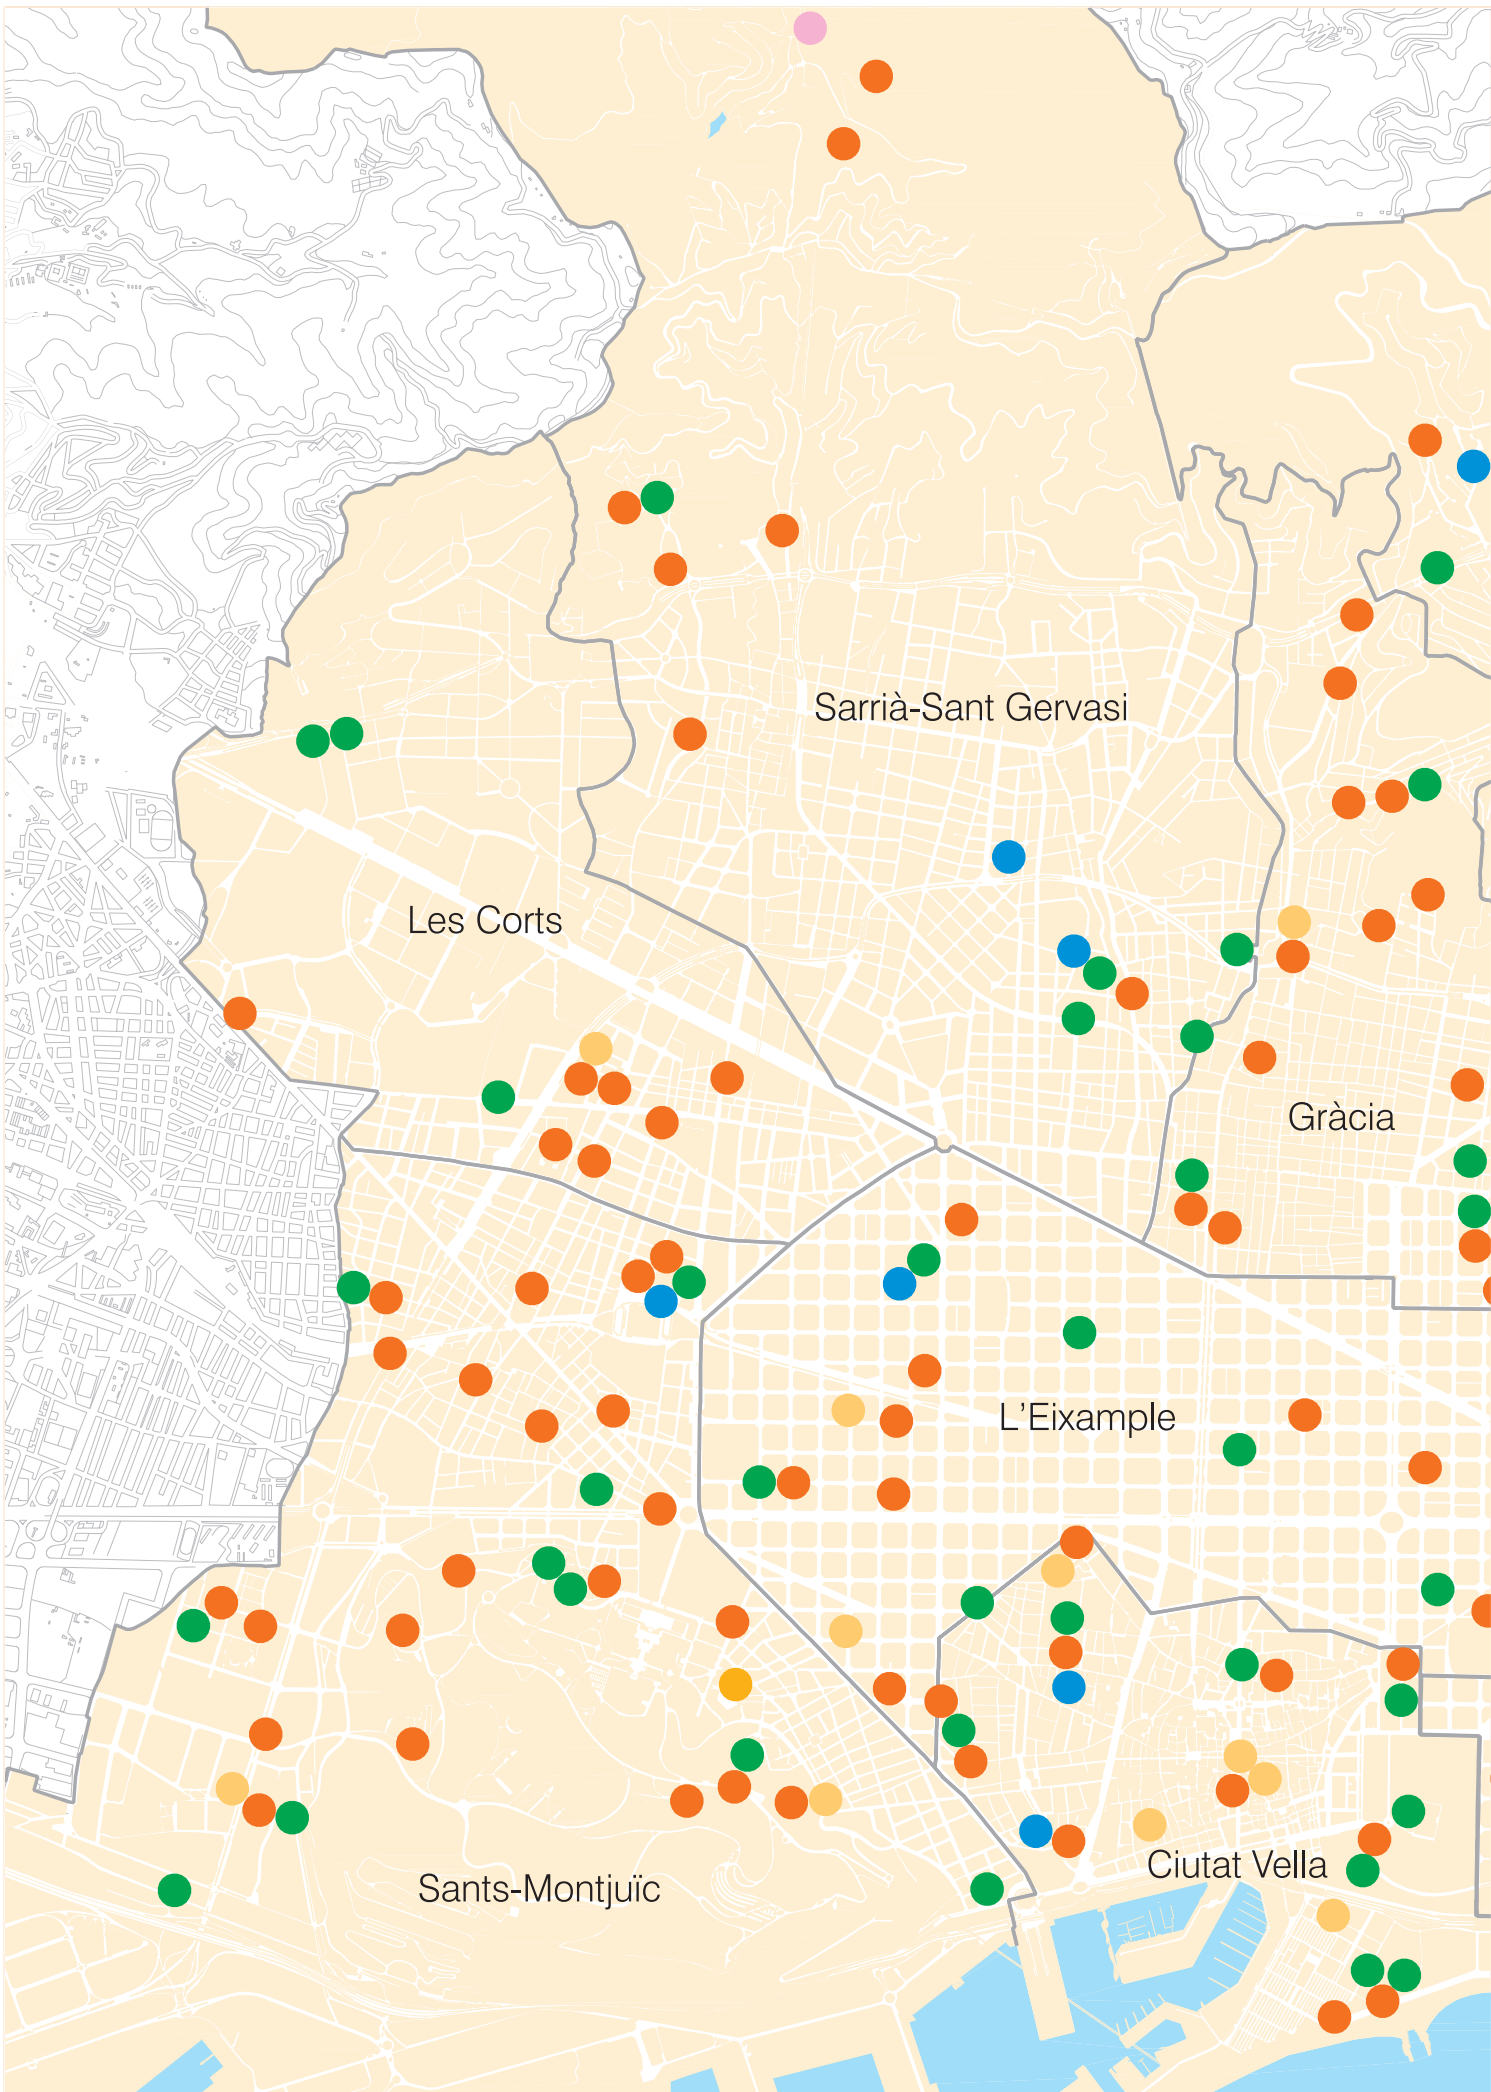 Sarrià-Sant Gervasi
Les Corts
Gràcia
L'Eixample
Ciutat Vella
Sants-Montjuïc